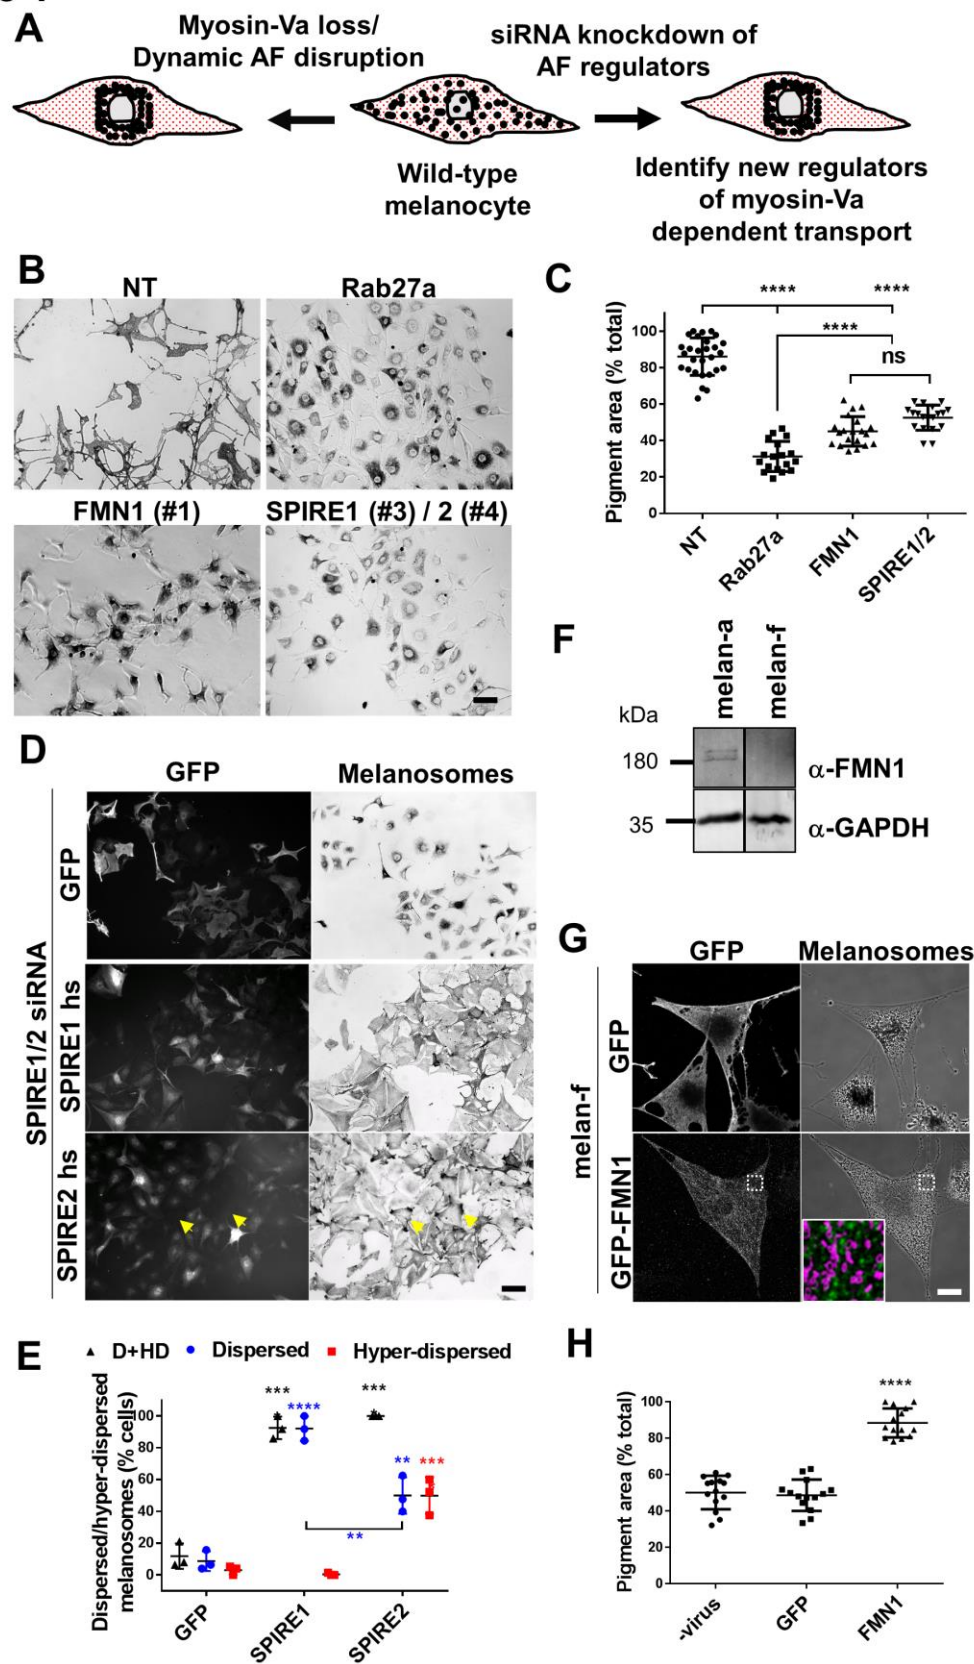 A
Myosin-Va loss/
Dynamic AF disruption
siRNA knockdown of
AF regulators
Wild-type
melanocyte
Identify new regulators
of myosin-Va
dependent transport
B
NT
Rab27a
FMN1 (#1)
SPIRE1 (#3) / 2 (#4)
C
Pigment area (% total)
100
80
60
40
20
0
****
****
****
ns
NT
Rab27a
FMN1
SPIRE1/2
D
GFP
Melanosomes
SPIRE1/2 siRNA
GFP
SPIRE1 hs
SPIRE2 hs
E
D+HD
Dispersed
Hyper-dispersed
Dispersed/hyper-dispersed
melanosomes (% cells)
100
80
60
40
20
0
***
****
***
**
***
**
GFP
SPIRE1
SPIRE2
F
melan-a
melan-f
kDa
180
35
α-FMN1
α-GAPDH
G
GFP
Melanosomes
melan-f
GFP
GFP-FMN1
H
Pigment area (% total)
100
80
60
40
20
0
****
-virus
GFP
FMN1